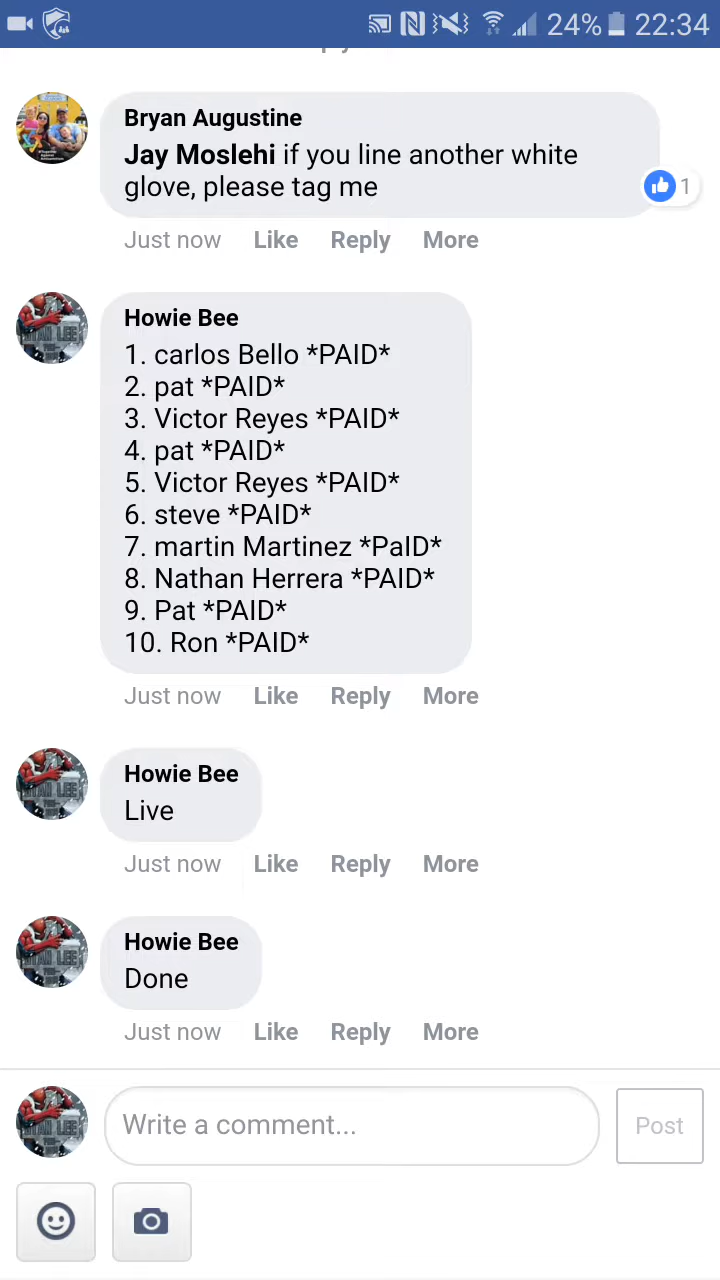 24% 22:34
Bryan Augustine
Jay Moslehi if you line another white
glove, please tag me
1
Just now Like Reply More
Howie Bee
1. carlos Bello *PAID*
2. pat *PAID*
3. Victor Reyes *PAID*
4. pat *PAID*
5. Victor Reyes *PAID*
6. steve *PAID*
7. martin Martinez *PaID*
8. Nathan Herrera *PAID*
9. Pat *PAID*
10. Ron *PAID*
Just now Like Reply More
Howie Bee
Live
Just now Like Reply More
Howie Bee
Done
Just now Like Reply More
Write a comment...
Post